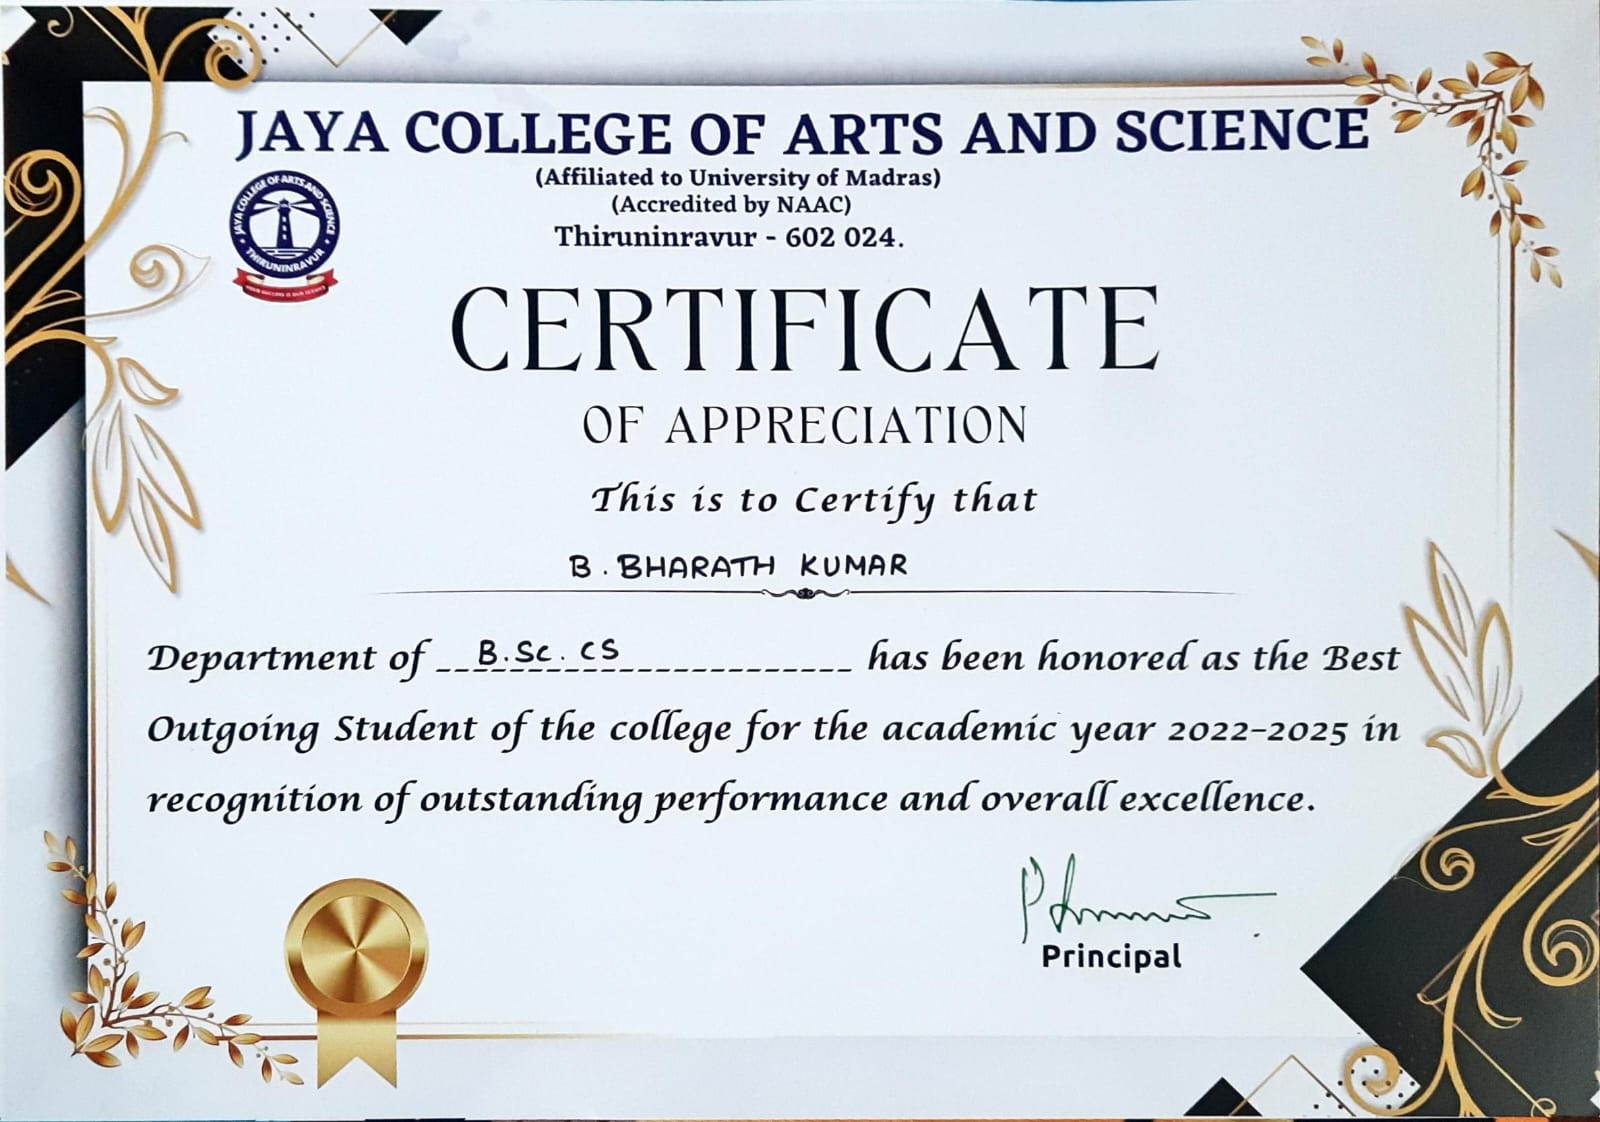 JAYA COLLEGE OF ARTS AND SCIENCE
(Affiliated to University of Madras)
(Accredited by NAAC)
Thiruninravur - 602 024.
JAYA COLLEGE OF ARTS AND SCIENCE
THIRUNINRAVUR
CERTIFICATE
OF APPRECIATION
This is to Certify that
B. BHARATH KUMAR
Department of B.Sc. CS has been honored as the Best
Outgoing Student of the college for the academic year 2022-2025 in
recognition of outstanding performance and overall excellence.
Principal